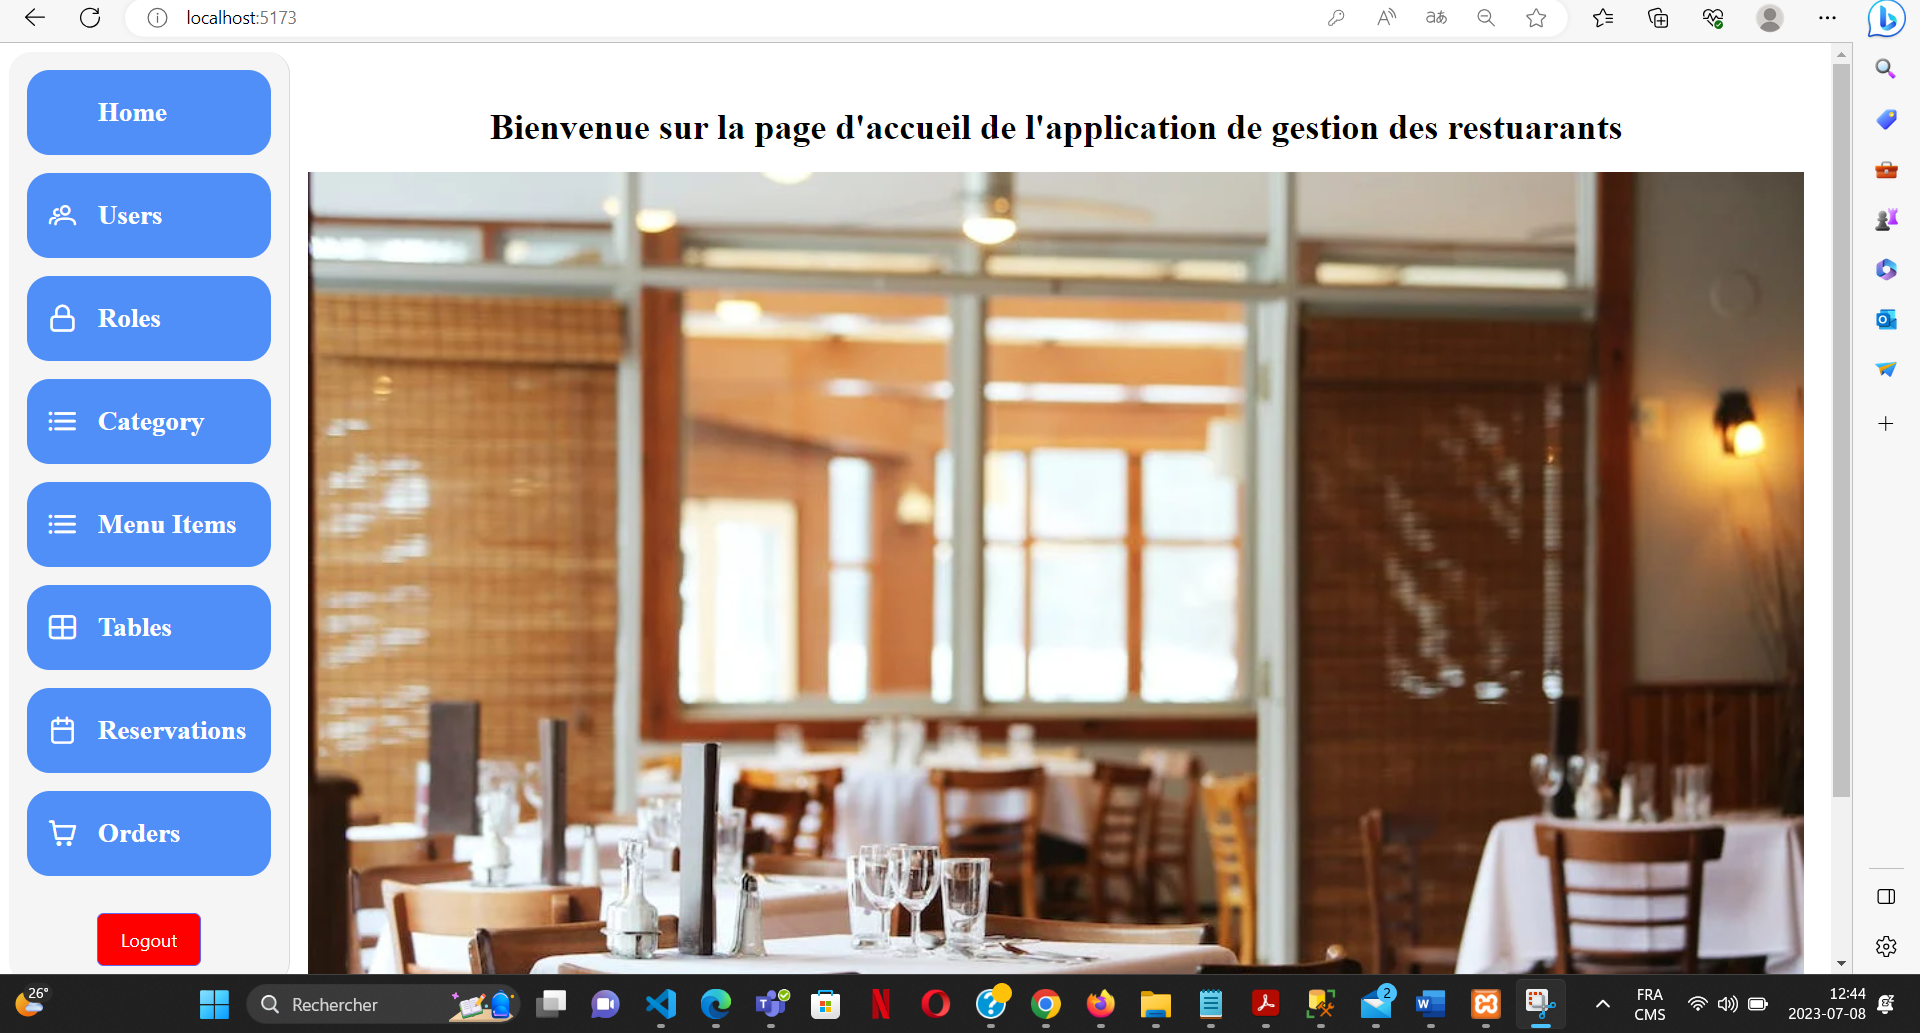 localhost:5173
Home
Bienvenue sur la page d'accueil de l'application de gestion des restuarants
Users
Roles
Category
Menu Items
Tables
Reservations
Orders
Logout
26°
Rechercher
2
FRA
CMS
12:44
2023-07-08